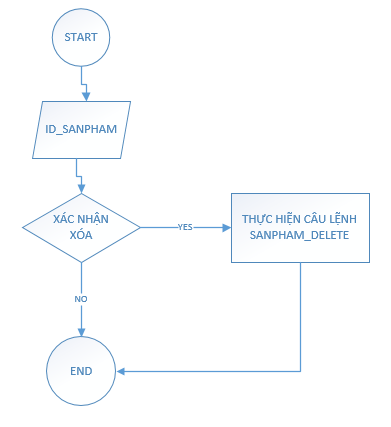 START
ID_SANPHAM
XÁC NHẬN
XÓA
YES
THỰC HIỆN CÂU LỆNH
SANPHAM_DELETE
NO
END